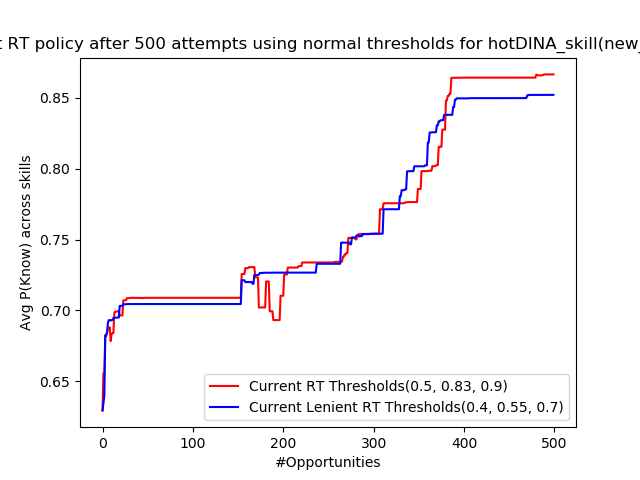 RT policy after 500 attempts using normal thresholds for hotDINA_skill(new_
Avg P(Know) across skills
0.85
0.80
0.75
0.70
0.65
Current RT Thresholds(0.5, 0.83, 0.9)
Current Lenient RT Thresholds(0.4, 0.55, 0.7)
0 100 200 300 400 500
#Opportunities